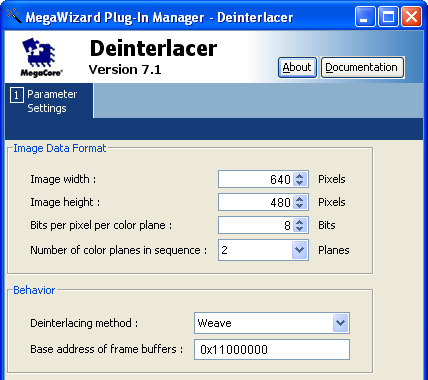 MegaWizard Plug-In Manager - Deinterlacer
Deinterlacer
MegaCore®
Version 7.1
About Documentation
1 Parameter
Settings
Image Data Format
Image width : 640 Pixels
Image height : 480 Pixels
Bits per pixel per color plane : 8 Bits
Number of color planes in sequence : 2 Planes
Behavior
Deinterlacing method : Weave
Base address of frame buffers : 0x11000000